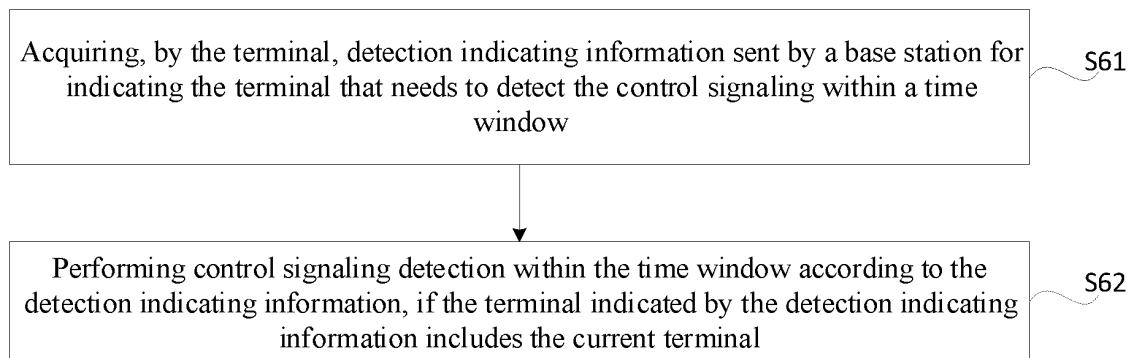 Acquiring, by the terminal, detection indicating information sent by a base station for
indicating the terminal that needs to detect the control signaling within a time
window
S61
Performing control signaling detection within the time window according to the
detection indicating information, if the terminal indicated by the detection indicating
information includes the current terminal
S62